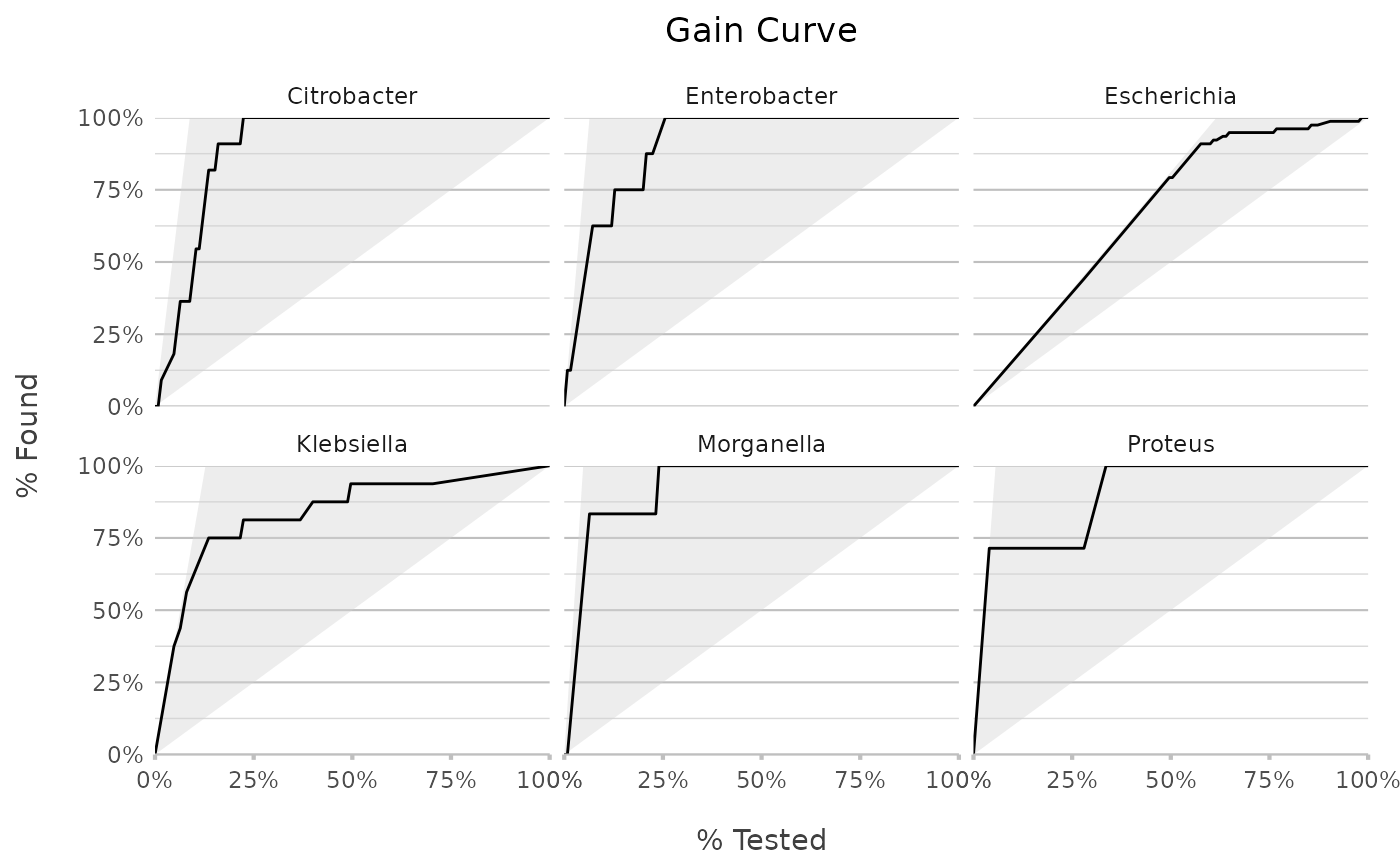 Gain Curve
Citrobacter Enterobacter Escherichia
100%
75%
50%
25%
0%
Klebsiella Morganella Proteus
100%
75%
50%
25%
0%
0% 25% 50% 75% 100% 0% 25% 50% 75% 100% 0% 25% 50% 75% 100%
% Found
% Tested